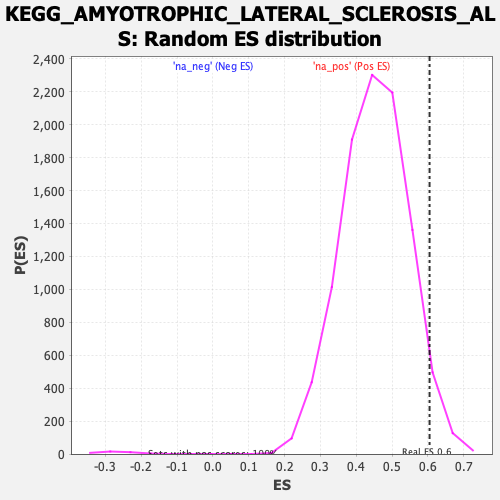 KEGG_AMYOTROPHIC_LATERAL_SCLEROSIS_AL
S: Random ES distribution
'na_neg' (Neg ES)
'na_pos' (Pos ES)
2,400
2,200
2,000
1,800
1,600
1,400
1,200
1,000
800
600
400
200
0
P(ES)
Sets with pos scores: 100%
Real ES 0.6
-0.3 -0.2 -0.1 0.0 0.1 0.2 0.3 0.4 0.5 0.6 0.7
ES